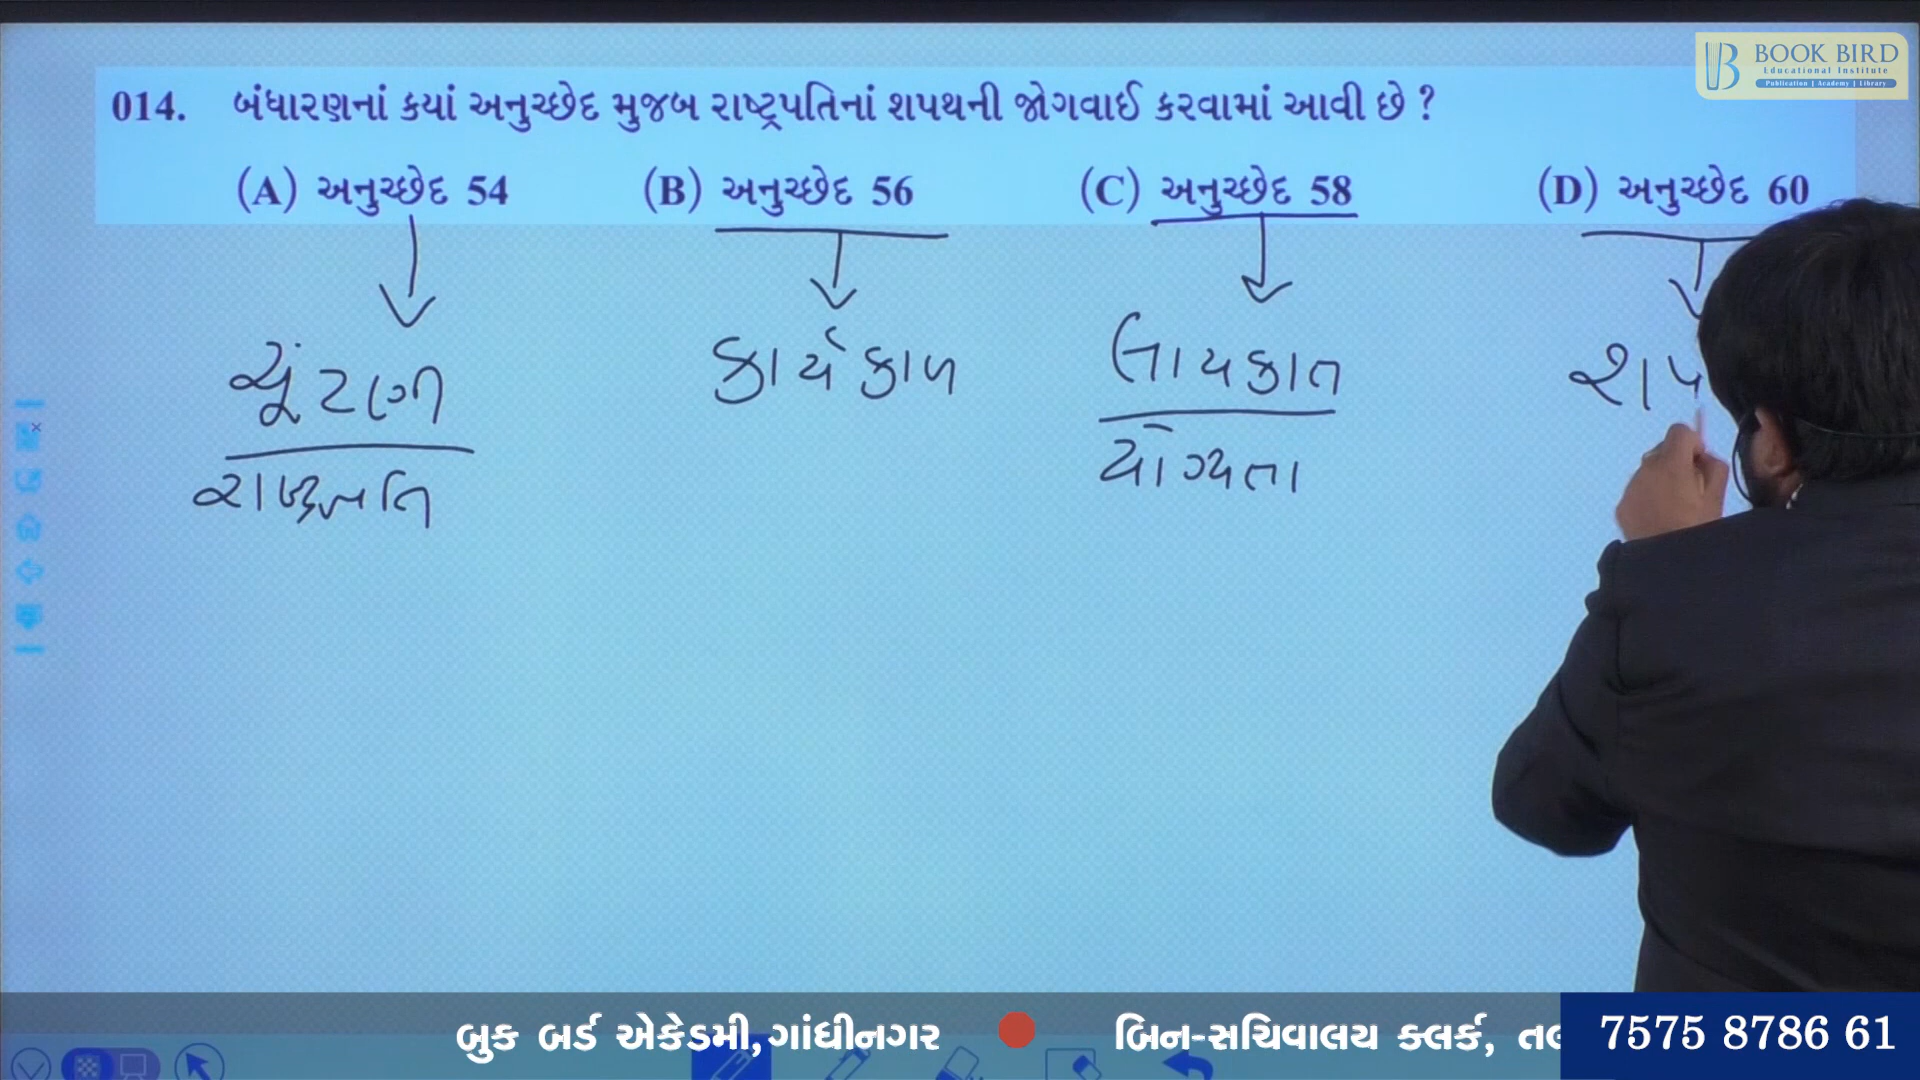 BOOK BIRD
Educational Institute
Publication | Academy | Library
014. બંધારણનાં કયાં અનુચ્છેદ મુજબ રાષ્ટ્રપતિનાં શપથની જોગવાઈ કરવામાં આવી છે ?
(A) અનુચ્છેદ 54 (B) અનુચ્છેદ 56 (C) અનુચ્છેદ 58 (D) અનુચ્છેદ 60
ચૂંટણી કાર્યકાળ લાયકાત શપ
રાષ્ટ્રપતિ યોગ્યતા
બુક બર્ડ એકેડમી,ગાંધીનગર બિન-સચિવાલય ક્લર્ક, 7575 8786 61